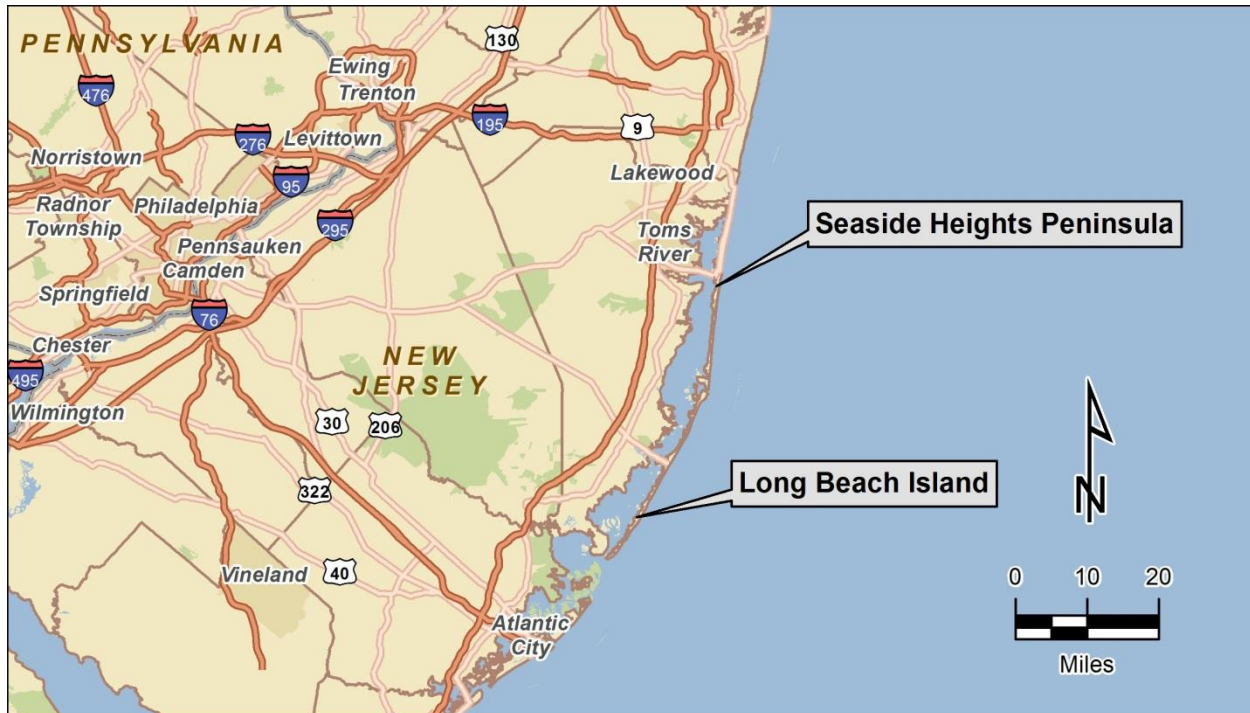 PENNSYLVANIA
130
Ewing
Trenton
476
195
9
276
Levittown
Norristown
Lakewood
95
Radnor
Township
Philadelphia
295
Seaside Heights Peninsula
Toms
River
Pennsauken
Camden
Springfield
76
Chester
NEW
JERSEY
495
Wilmington
30
206
N
322
Long Beach Island
Vineland
40
0 10 20
Miles
Atlantic
City